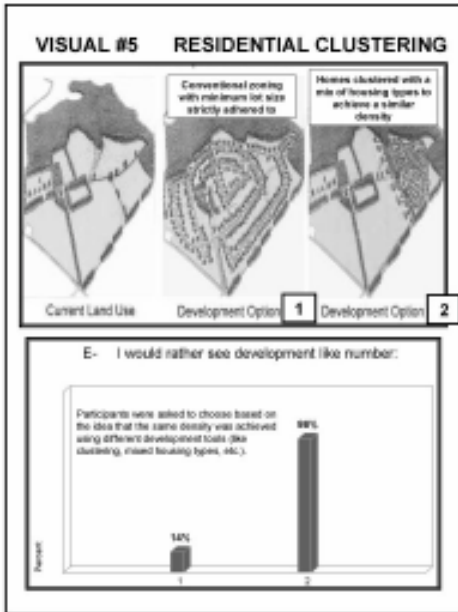 VISUAL #5 RESIDENTIAL CLUSTERING
Conventional zoning
with minimum lot size
strictly adhered to
Homes clustered with a
mix of housing types to
achieve a similar
density
Current Land Use
Development Option 1
Development Option 2
E- I would rather see development like number:
Participants were asked to choose based on
the idea that the same density was achieved
using different development tools (like
clustering, mixed housing types, etc.).
14%
Percent
1 2